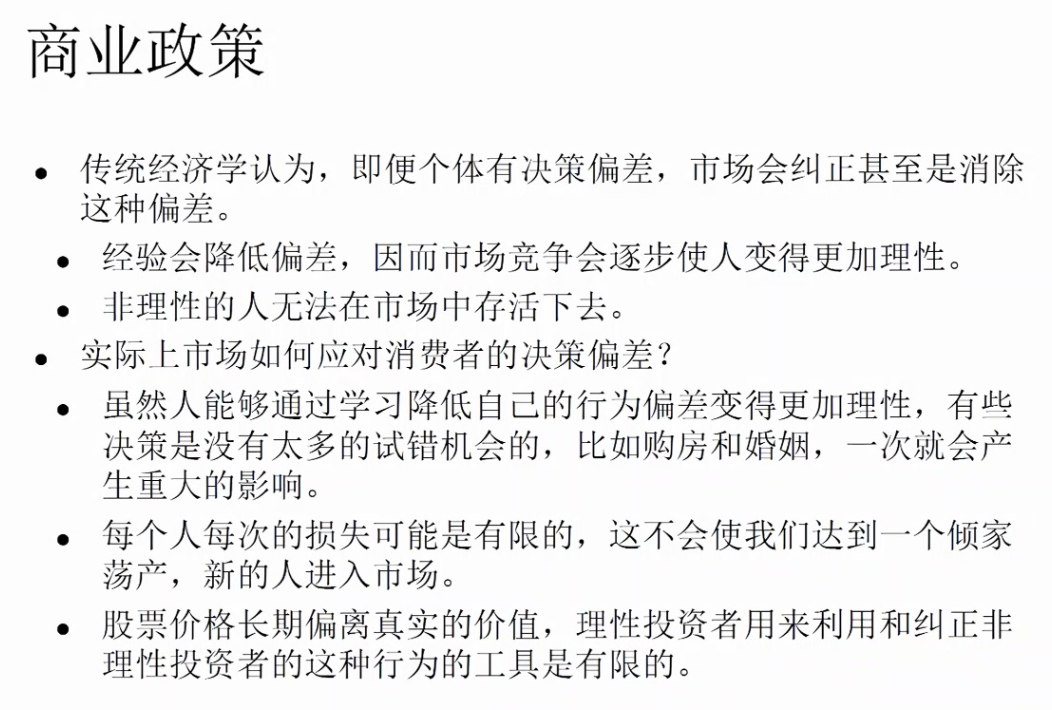 商业政策
• 传统经济学认为，即便个体有决策偏差，市场会纠正甚至是消除
这种偏差。
• 经验会降低偏差，因而市场竞争会逐步使人变得更加理性。
• 非理性的人无法在市场中存活下去。
• 实际上市场如何应对消费者的决策偏差？
• 虽然人能够通过学习降低自己的行为偏差变得更加理性，有些
决策是没有太多的试错机会的，比如购房和婚姻，一次就会产
生重大的影响。
• 每个人每次的损失可能是有限的，这不会使我们达到一个倾家
荡产，新的人进入市场。
• 股票价格长期偏离真实的价值，理性投资者用来利用和纠正非
理性投资者的这种行为的工具是有限的。